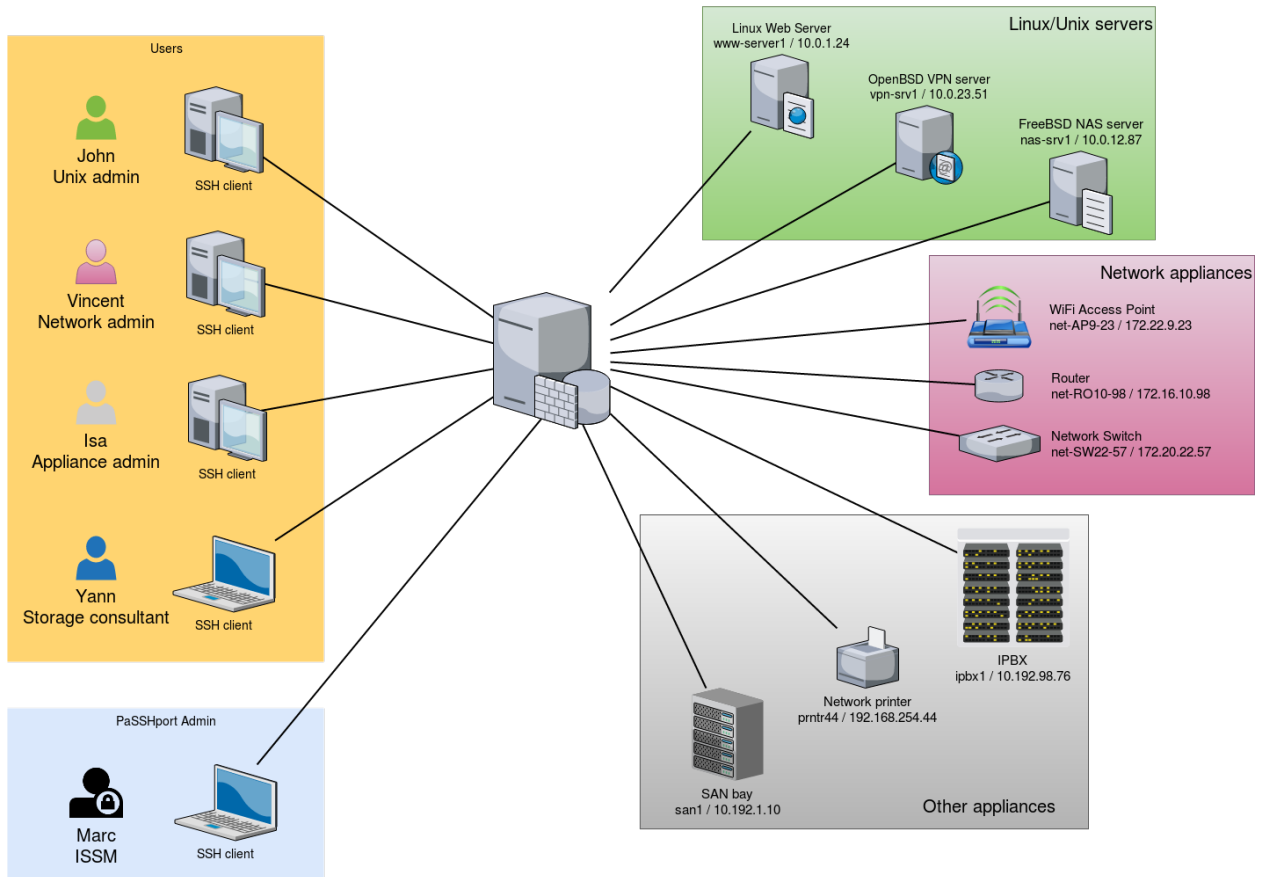 Users
John
Unix admin
SSH client
Vincent
Network admin
SSH client
Isa
Appliance admin
SSH client
Yann
Storage consultant
SSH client
PaSSHport Admin
Marc
ISSM
SSH client
Linux/Unix servers
Linux Web Server
www-server1 / 10.0.1.24
OpenBSD VPN server
vpn-srv1 / 10.0.23.51
@
FreeBSD NAS server
nas-srv1 / 10.0.12.87
Network appliances
WiFi Access Point
net-AP9-23 / 172.22.9.23
Router
net-RO10-98 / 172.16.10.98
Network Switch
net-SW22-57 / 172.20.22.57
IPBX
ipbx1 / 10.192.98.76
Network printer
prntr44 / 192.168.254.44
SAN bay
san1 / 10.192.1.10
Other appliances